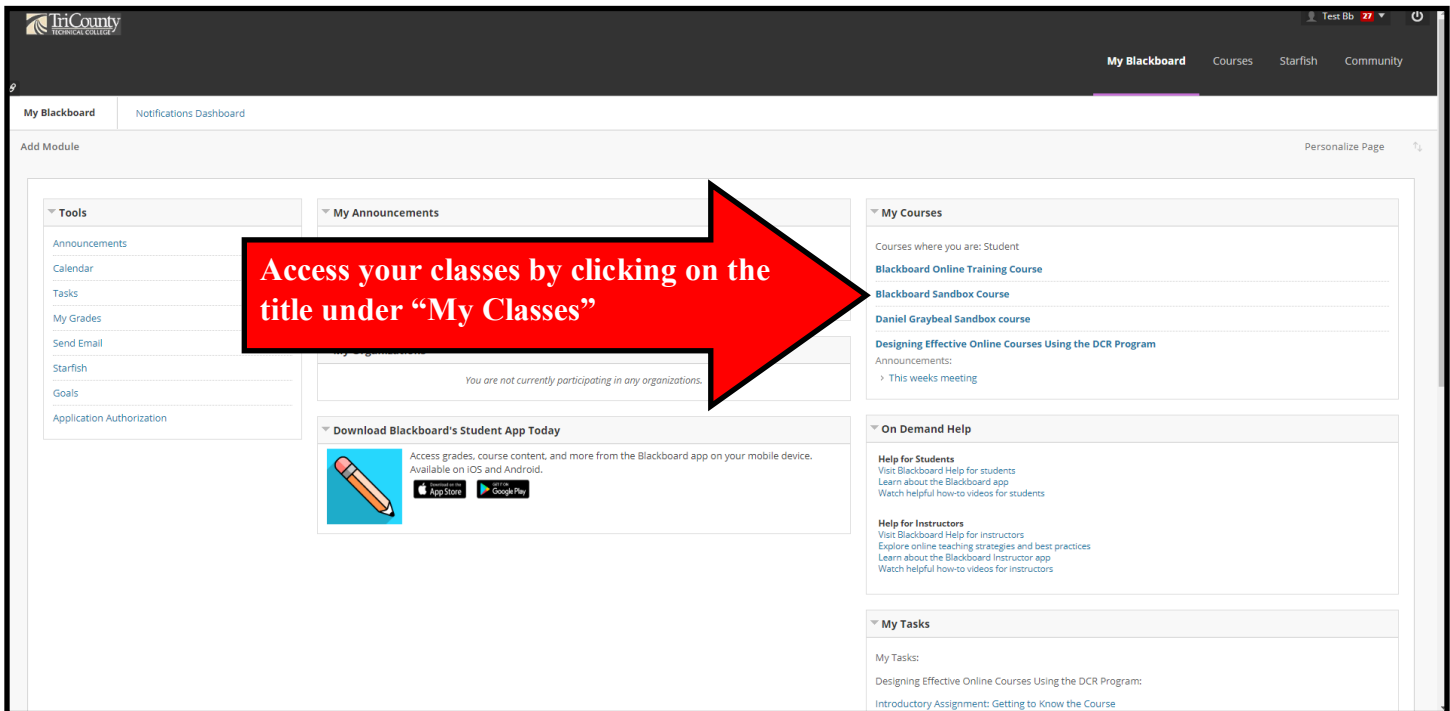 TriCounty
TECHNICAL COLLEGE
Test Bb 27
My Blackboard Courses Starfish Community
My Blackboard Notifications Dashboard
Add Module
Personalize Page
Tools
Announcements
Calendar
Tasks
My Grades
Send Email
Starfish
Goals
Application Authorization
My Announcements
Access your classes by clicking on the
title under “My Classes”
You are not currently participating in any organizations.
Download Blackboard's Student App Today
Access grades, course content, and more from the Blackboard app on your mobile device.
Available on iOS and Android.
Download on the
App Store
GET IT ON
Google Play
My Courses
Courses where you are: Student
Blackboard Online Training Course
Blackboard Sandbox Course
Daniel Graybeal Sandbox course
Designing Effective Online Courses Using the DCR Program
Announcements:
> This weeks meeting
On Demand Help
Help for Students
Visit Blackboard Help for students
Learn about the Blackboard app
Watch helpful how-to videos for students
Help for Instructors
Visit Blackboard Help for instructors
Explore online teaching strategies and best practices
Learn about the Blackboard Instructor app
Watch helpful how-to videos for instructors
My Tasks
My Tasks:
Designing Effective Online Courses Using the DCR Program:
Introductory Assignment: Getting to Know the Course